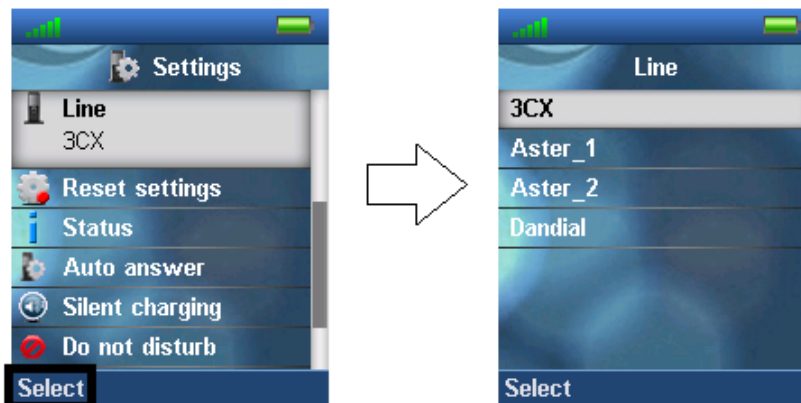 Settings
Line
3CX
Reset settings
Status
Auto answer
Silent charging
Do not disturb
Select
Line
3CX
Aster_1
Aster_2
Dandial
Select